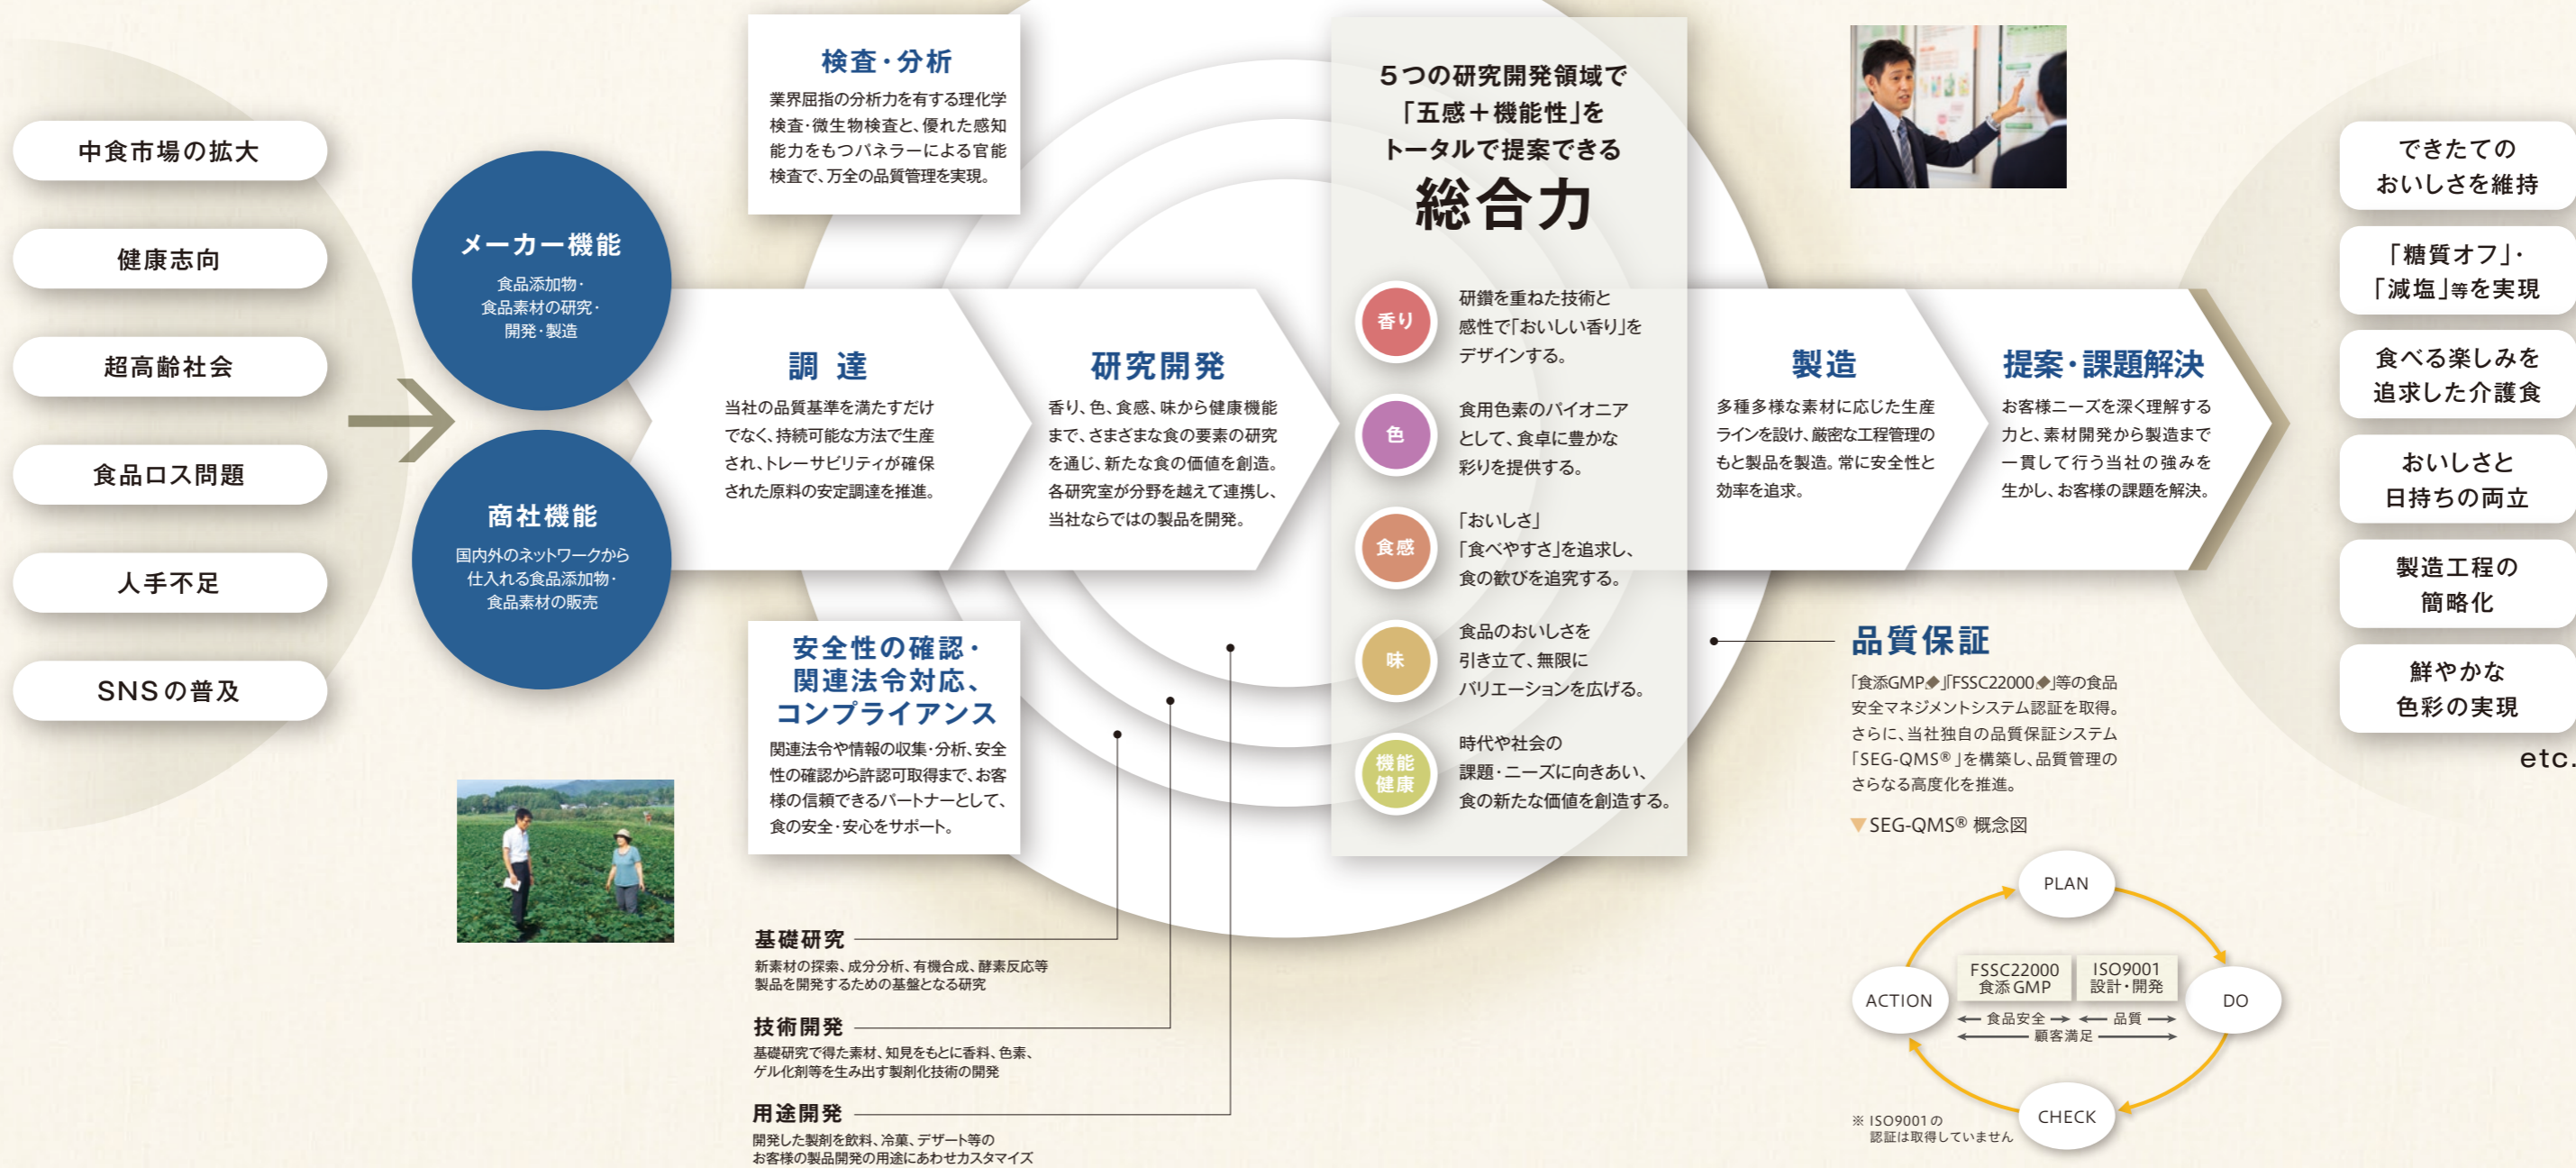 中食市場の拡大
健康志向
超高齢社会
食品ロス問題
人手不足
SNSの普及
メーカー機能
食品添加物・
食品素材の研究・
開発・製造
商社機能
国内外のネットワークから
仕入れる食品添加物・
食品素材の販売
検査・分析
業界屈指の分析力を有する理化学
検査・微生物検査と、優れた感知
能力をもつパネラーによる官能
検査で、万全の品質管理を実現。
調 達
当社の品質基準を満たすだけ
でなく、持続可能な方法で生産
され、トレーサビリティが確保
された原料の安定調達を推進。
研究開発
香り、色、食感、味から健康機能
まで、さまざまな食の要素の研究
を通じ、新たな食の価値を創造。
各研究室が分野を越えて連携し、
当社ならではの製品を開発。
安全性の確認・
関連法令対応、
コンプライアンス
関連法令や情報の収集・分析、安全
性の確認から許認可取得まで、お客
様の信頼できるパートナーとして、
食の安全・安心をサポート。
基礎研究
新素材の探索、成分分析、有機合成、酵素反応等
製品を開発するための基盤となる研究
技術開発
基礎研究で得た素材、知見をもとに香料、色素、
ゲル化剤等を生み出す製剤化技術の開発
用途開発
開発した製剤を飲料、冷菓、デザート等の
お客様の製品開発の用途にあわせカスタマイズ
5つの研究開発領域で
「五感＋機能性」を
トータルで提案できる
総合力
香り
研鑽を重ねた技術と
感性で「おいしい香り」を
デザインする。
色
食用色素のパイオニア
として、食卓に豊かな
彩りを提供する。
食感
「おいしさ」
「食べやすさ」を追求し、
食の歓びを追究する。
味
食品のおいしさを
引き立て、無限に
バリエーションを広げる。
機能
健康
時代や社会の
課題・ニーズに向きあい、
食の新たな価値を創造する。
製造
多種多様な素材に応じた生産
ラインを設け、厳密な工程管理の
もと製品を製造。常に安全性と
効率を追求。
提案・課題解決
お客様ニーズを深く理解する
力と、素材開発から製造まで
一貫して行う当社の強みを
生かし、お客様の課題を解決。
品質保証
「食添GMP◆」「FSSC22000◆」等の食品
安全マネジメントシステム認証を取得。
さらに、当社独自の品質保証システム
「SEG-QMS®」を構築し、品質管理の
さらなる高度化を推進。
▼SEG-QMS® 概念図
PLAN
DO
CHECK
ACTION
FSSC22000
食添GMP
ISO9001
設計・開発
食品安全
品質
顧客満足
※ ISO9001の
認証は取得していません
できたての
おいしさを維持
「糖質オフ」・
「減塩」等を実現
食べる楽しみを
追求した介護食
おいしさと
日持ちの両立
製造工程の
簡略化
鮮やかな
色彩の実現
etc.